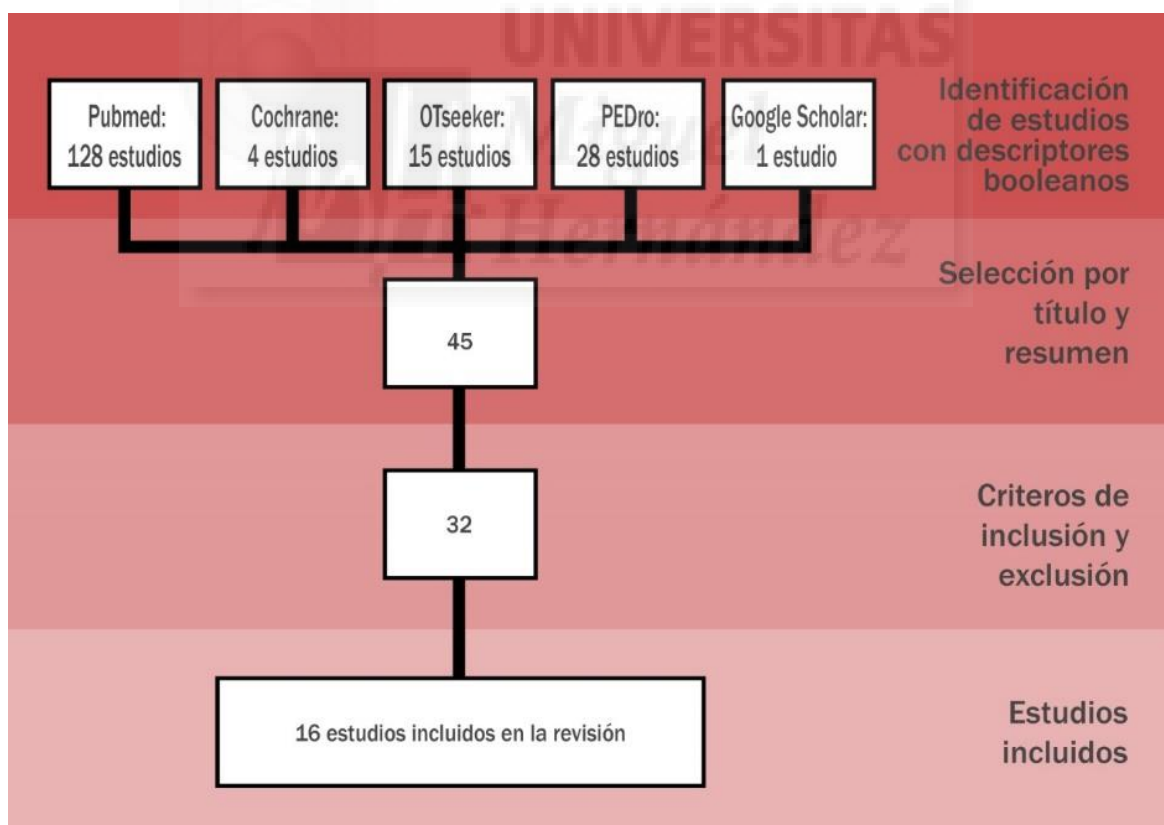 UNIVERSITAS
Miguel
Hernández
Pubmed:
128 estudios
Cochrane:
4 estudios
OTseeker:
15 estudios
PEDro:
28 estudios
Google Scholar:
1 estudio
Identificación
de estudios
con descriptores
booleanos
45
Selección por
título y
resumen
32
Criteros de
inclusión y
exclusión
16 estudios incluidos en la revisión
Estudios
incluidos